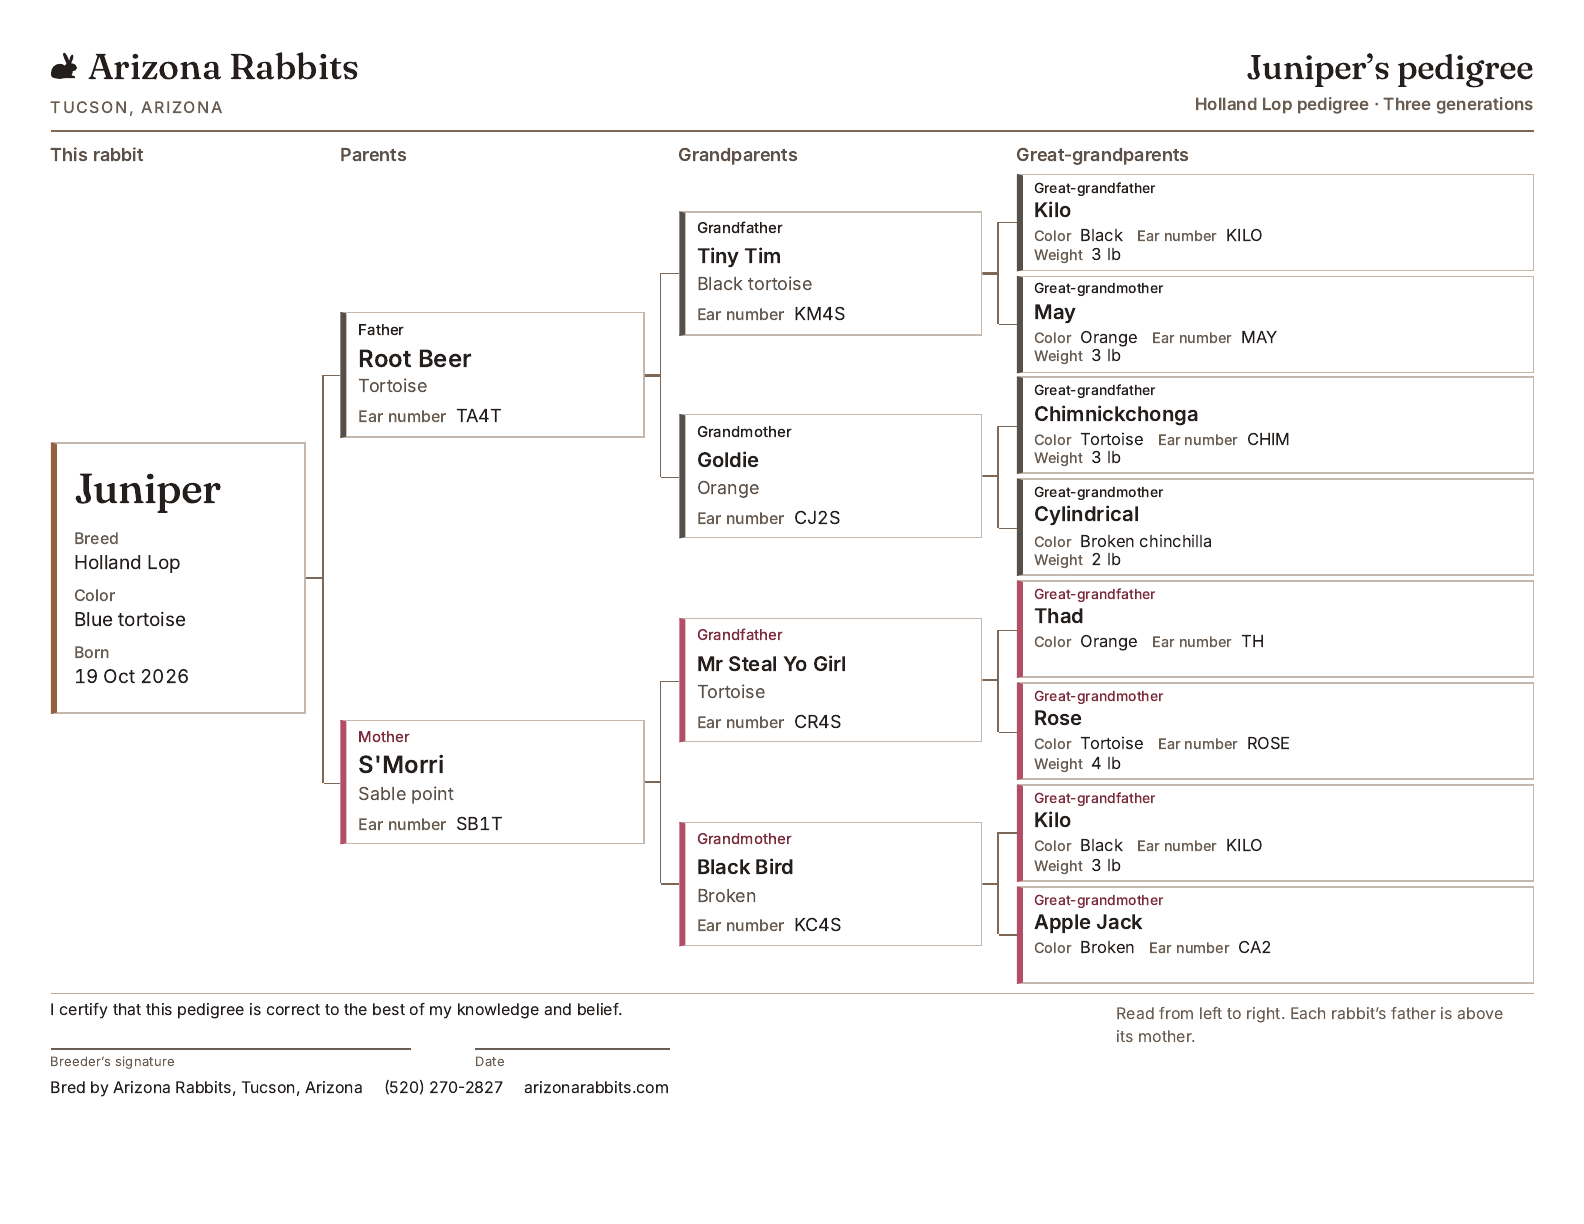 Arizona Rabbits
TUCSON, ARIZONA
Juniper’s pedigree
Holland Lop pedigree · Three generations
This rabbit
Parents
Grandparents
Great-grandparents
Juniper
Breed
Holland Lop
Color
Blue tortoise
Born
19 Oct 2026
Father
Root Beer
Tortoise
Ear number TA4T
Mother
S'Morri
Sable point
Ear number SB1T
Grandfather
Tiny Tim
Black tortoise
Ear number KM4S
Grandmother
Goldie
Orange
Ear number CJ2S
Grandfather
Mr Steal Yo Girl
Tortoise
Ear number CR4S
Grandmother
Black Bird
Broken
Ear number KC4S
Great-grandfather
Kilo
Color Black Ear number KILO
Weight 3 lb
Great-grandmother
May
Color Orange Ear number MAY
Weight 3 lb
Great-grandfather
Chimnickchonga
Color Tortoise Ear number CHIM
Weight 3 lb
Great-grandmother
Cylindrical
Color Broken chinchilla
Weight 2 lb
Great-grandfather
Thad
Color Orange Ear number TH
Great-grandmother
Rose
Color Tortoise Ear number ROSE
Weight 4 lb
Great-grandfather
Kilo
Color Black Ear number KILO
Weight 3 lb
Great-grandmother
Apple Jack
Color Broken Ear number CA2
I certify that this pedigree is correct to the best of my knowledge and belief.
Breeder’s signature
Date
Bred by Arizona Rabbits, Tucson, Arizona (520) 270-2827 arizonarabbits.com
Read from left to right. Each rabbit’s father is above
its mother.